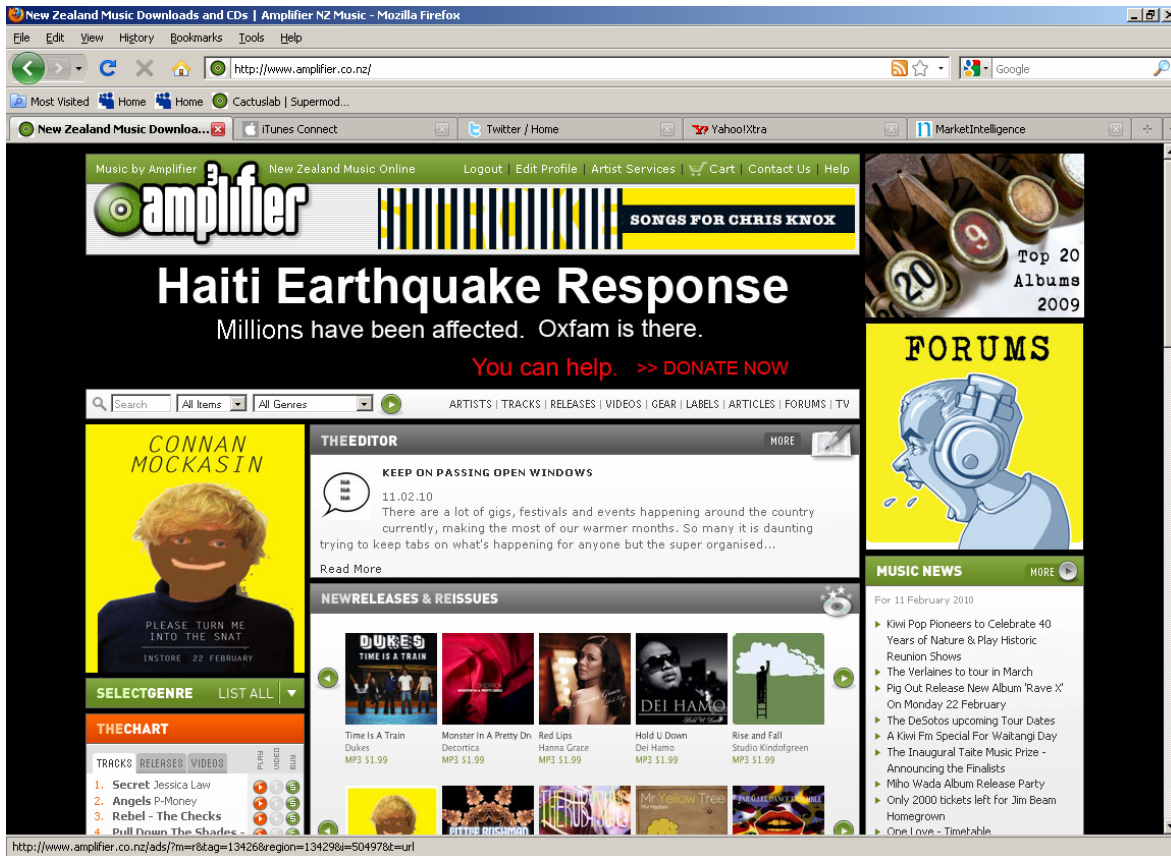 New Zealand Music Downloads and CDs | Amplifier NZ Music - Mozilla Firefox
File Edit View History Bookmarks Tools Help
http://www.amplifier.co.nz/
Google
Most Visited Home Home Cactuslab | Supermod...
New Zealand Music Downloa... iTunes Connect Twitter / Home Yahoo!Xtra MarketIntelligence
Music by Amplifier New Zealand Music Online Logout | Edit Profile | Artist Services | Cart | Contact Us | Help
amplifier
STROKE SONGS FOR CHRIS KNOX
Top 20
Albums
2009
Haiti Earthquake Response
Millions have been affected. Oxfam is there.
You can help. >> DONATE NOW
FORUMS
Search All Items All Genres ARTISTS | TRACKS | RELEASES | VIDEOS | GEAR | LABELS | ARTICLES | FORUMS | TV
CONNAN
MOCKASIN
PLEASE TURN ME
INTO THE SNAT
INSTORE 22 FEBRUARY
THEEDITOR MORE
blah
blah
blah
KEEP ON PASSING OPEN WINDOWS
11.02.10
There are a lot of gigs, festivals and events happening around the country
currently, making the most of our warmer months. So many it is daunting
trying to keep tabs on what's happening for anyone but the super organised...
Read More
NEWRELEASES & REISSUES
DUKES
TIME IS A TRAIN
DEI HAMO
Hold U Down
Time Is A Train Monster In A Pretty Dr Red Lips Hold U Down Rise and Fall
Dukes Decortica Hanna Grace Dei Hamo Studio Kindofgreen
MP3 $1.99 MP3 $1.99 MP3 $1.99 MP3 $1.99 MP3 $1.99
Mr Yellow Tree
PARALLEL DANCE ENSEMBLE
SELECTGENRE LIST ALL
THECHART
TRACKS RELEASES VIDEOS PLAY VIDEO BUY
1. Secret Jessica Law
2. Angels P-Money
3. Rebel - The Checks
4. Pull Down The Shades -
MUSIC NEWS MORE
For 11 February 2010
Kiwi Pop Pioneers to Celebrate 40
Years of Nature & Play Historic
Reunion Shows
The Verlaines to tour in March
Pig Out Release New Album 'Rave X'
On Monday 22 February
The DeSotos upcoming Tour Dates
A Kiwi Fm Special For Waitangi Day
The Inaugural Taite Music Prize -
Announcing the Finalists
Miho Wada Album Release Party
Only 2000 tickets left for Jim Beam
Homegrown
One Love - Timetable
http://www.amplifier.co.nz/ads/?m=r&tag=13426&region=13429&i=50497&t=url